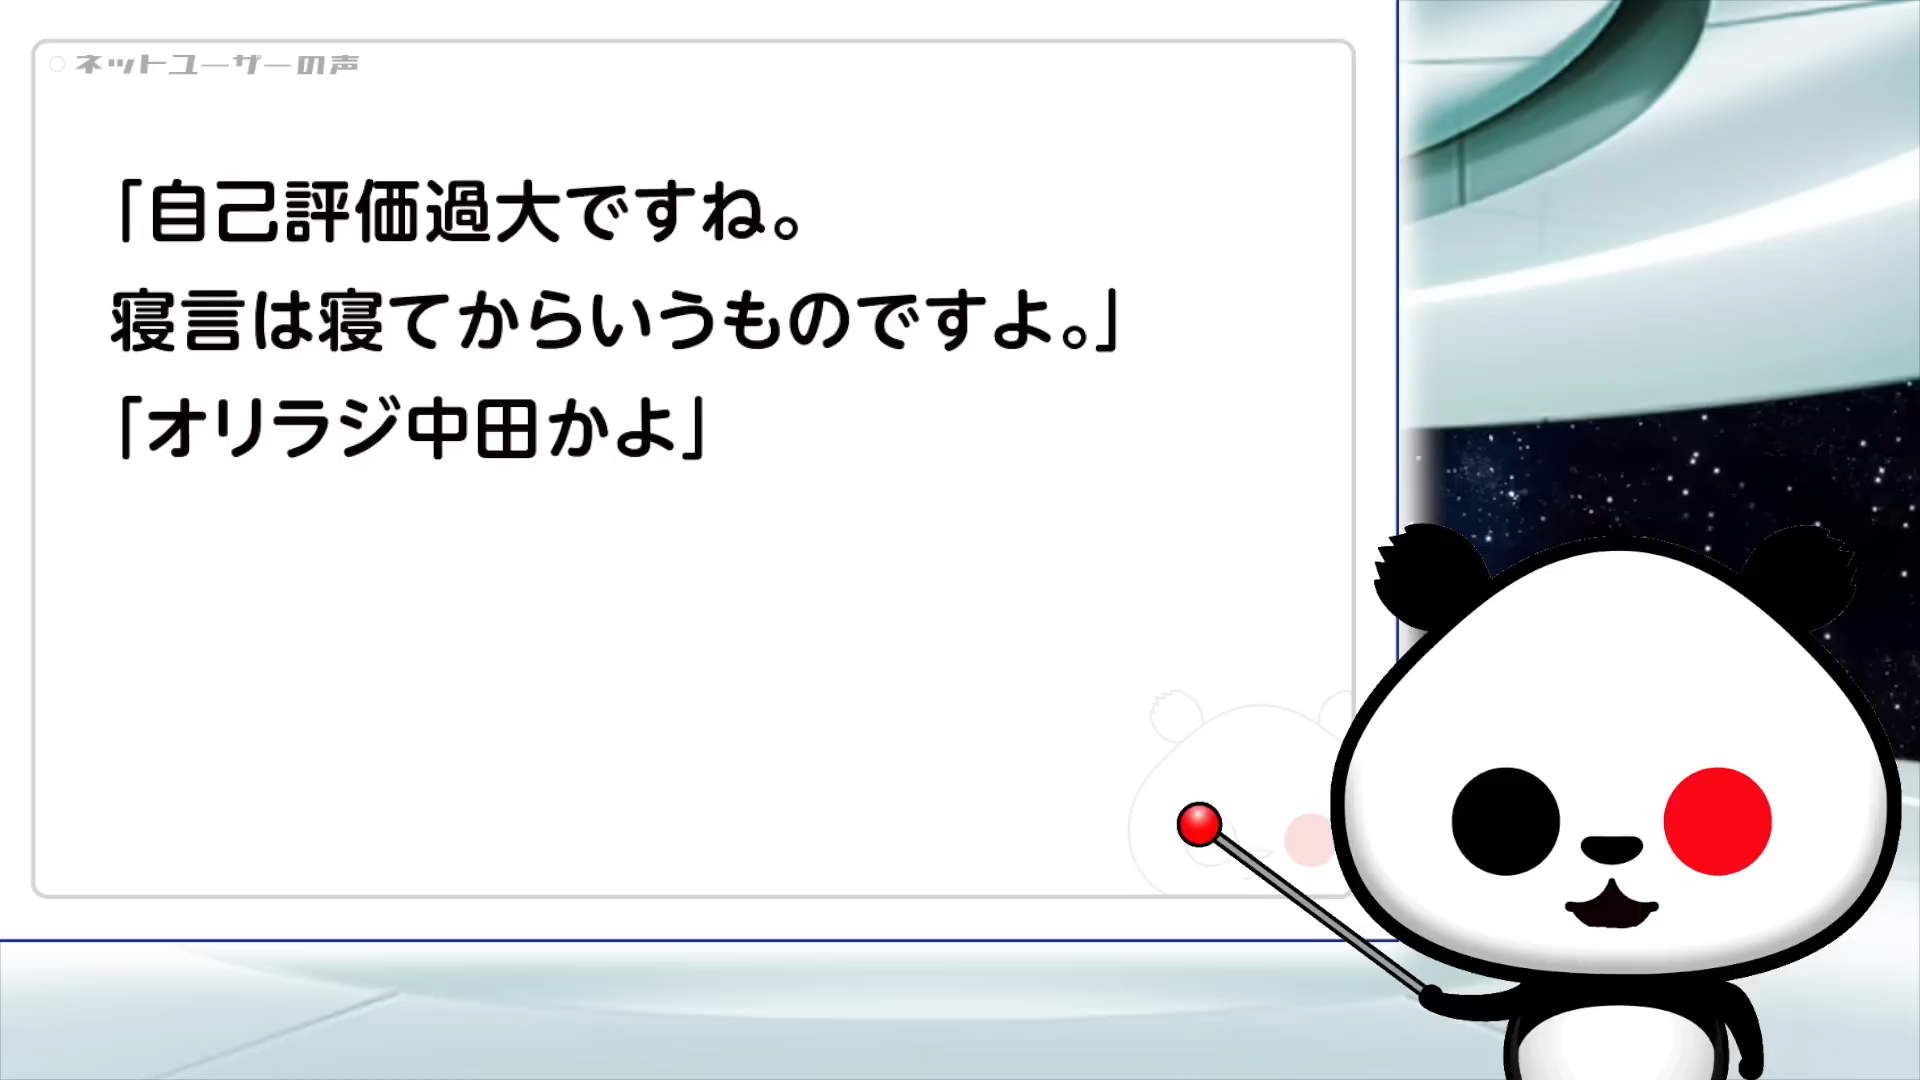 ネットユーザーの声
「自己評価過大ですね。
寝言は寝てからいうものですよ。」
「オリラジ中田かよ」